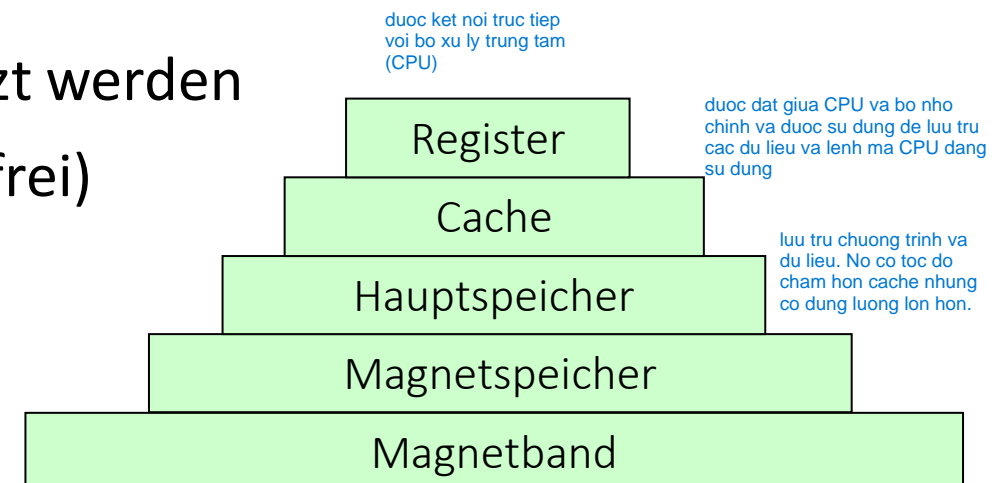 duoc ket noi truc tiep
voi bo xu ly trung tam
(CPU)
zt werden
frei)
Register
duoc dat giua CPU va bo nho
chinh va duoc su dung de luu tru
cac du lieu va lenh ma CPU dang
su dung
Cache
luu tru chuong trinh va
du lieu. No co toc do
cham hon cache nhung
co dung luong lon hon.
Hauptspeicher
Magnetspeicher
Magnetband